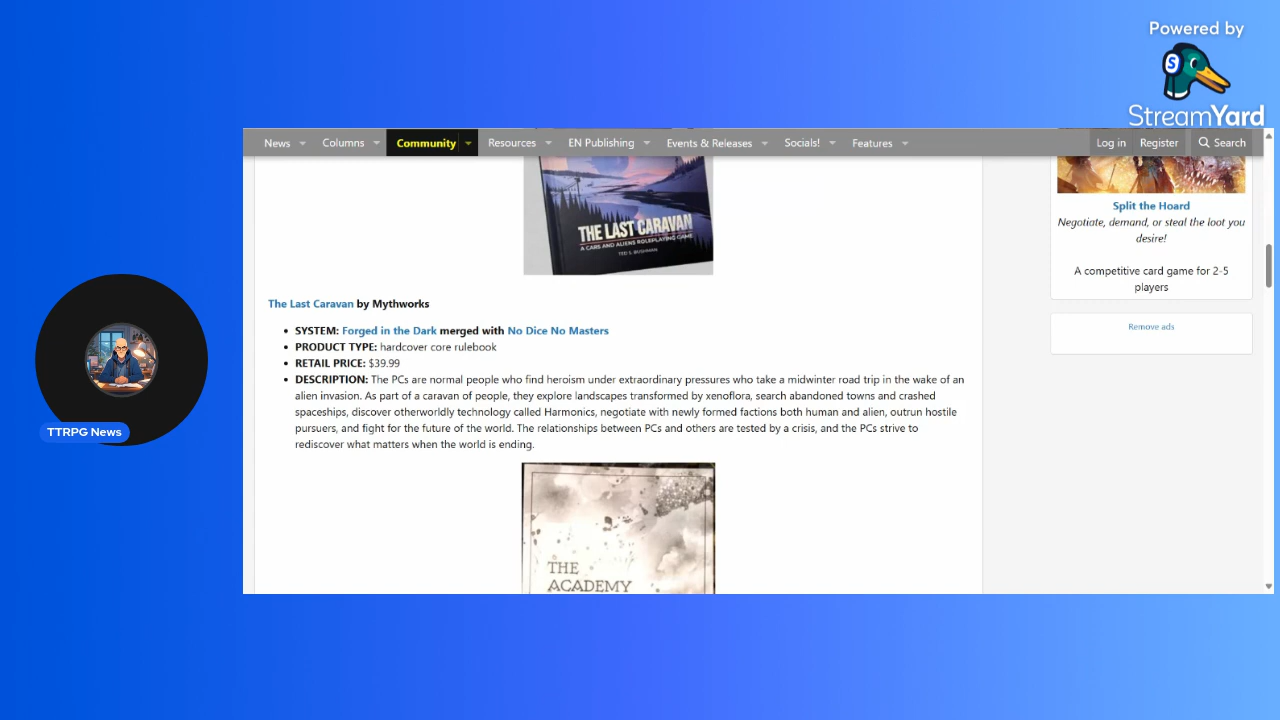 Powered by
StreamYard
News Columns Community Resources EN Publishing Events & Releases Socials! Features Log in Register Search
THE LAST CARAVAN
A CARS AND ALIENS ROLEPLAYING GAME
TED S. BUSHMAN
Split the Hoard
Negotiate, demand, or steal the loot you
desire!
A competitive card game for 2-5
players
Remove ads
The Last Caravan by Mythworks
• SYSTEM: Forged in the Dark merged with No Dice No Masters
• PRODUCT TYPE: hardcover core rulebook
• RETAIL PRICE: $39.99
• DESCRIPTION: The PCs are normal people who find heroism under extraordinary pressures who take a midwinter road trip in the wake of an
alien invasion. As part of a caravan of people, they explore landscapes transformed by xenoflora, search abandoned towns and crashed
spaceships, discover otherworldly technology called Harmonics, negotiate with newly formed factions both human and alien, outrun hostile
pursuers, and fight for the future of the world. The relationships between PCs and others are tested by a crisis, and the PCs strive to
rediscover what matters when the world is ending.
THE
ACADEMY
TTRPG News